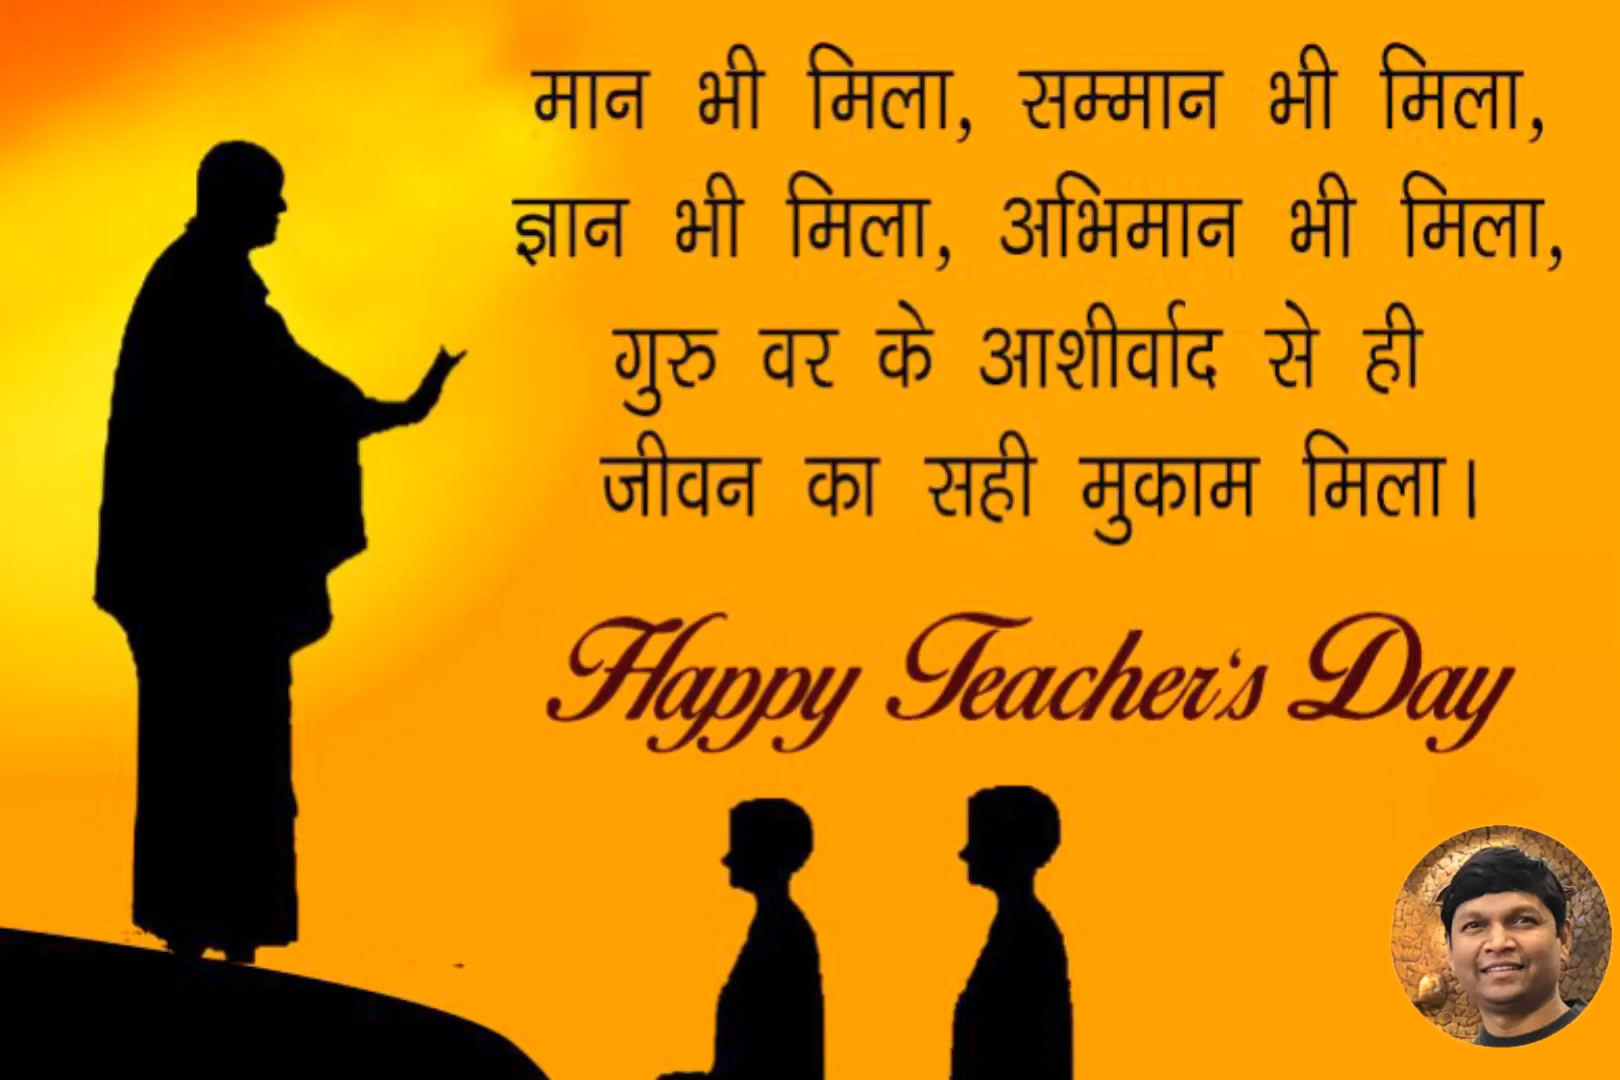 मान भी मिला, सम्मान भी मिला,
ज्ञान भी मिला, अभिमान भी मिला,
गुरु वर के आशीर्वाद से ही
जीवन का सही मुकाम मिला।
Happy Teacher's Day